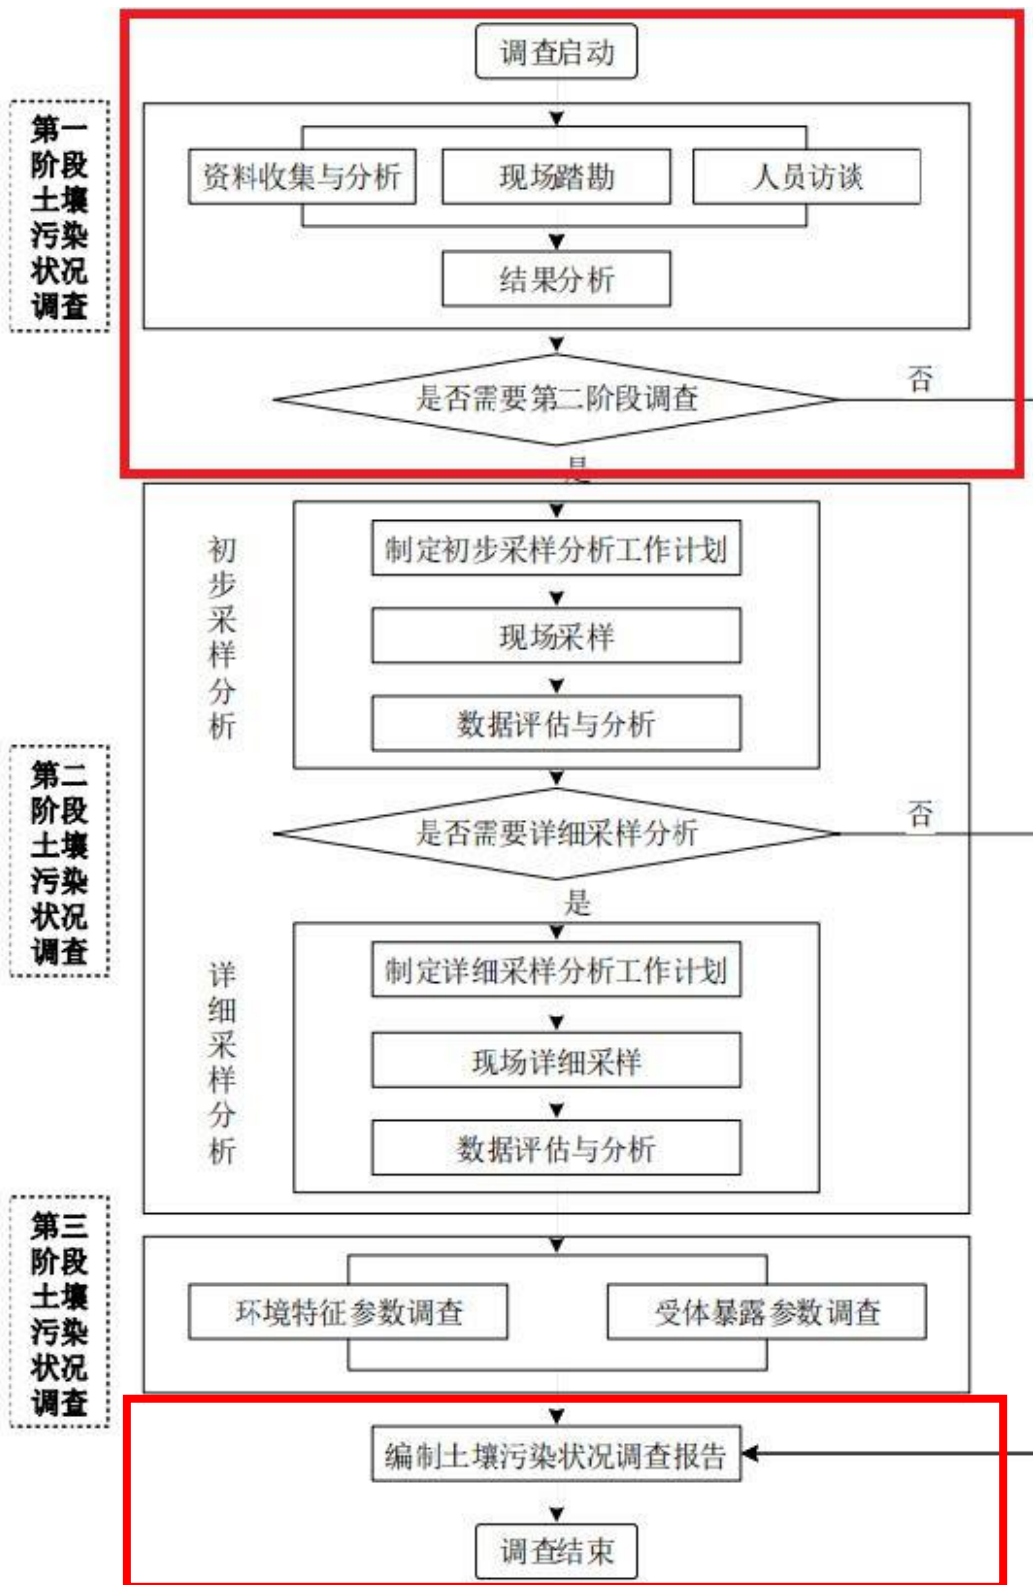 调查启动
第一
阶段
土壤
污染
状况
调查
资料收集与分析
现场踏勘
人员访谈
结果分析
是否需要第二阶段调查
否
是
初步采样分析
制定初步采样分析工作计划
现场采样
数据评估与分析
第二
阶段
土壤
污染
状况
调查
是否需要详细采样分析
否
是
详细采样分析
制定详细采样分析工作计划
现场详细采样
数据评估与分析
第三
阶段
土壤
污染
状况
调查
环境特征参数调查
受体暴露参数调查
编制土壤污染状况调查报告
调查结束